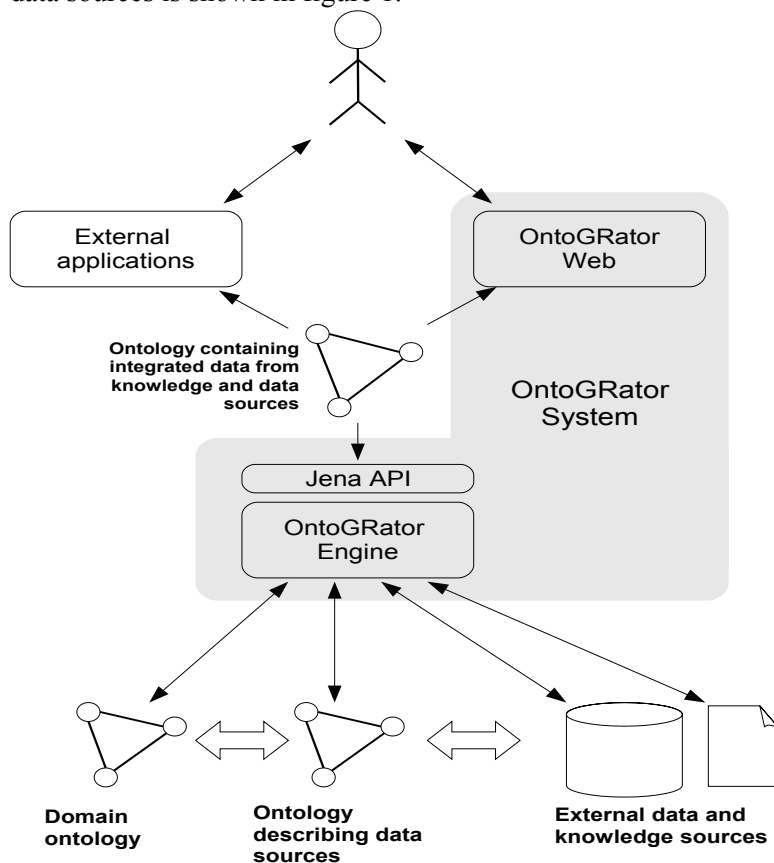 data sources is shown in figure 1.
External
applications
OntoGRator
Web
Ontology containing
integrated data from
knowledge and data
sources
OntoGRator
System
Jena API
OntoGRator
Engine
Domain
ontology
Ontology
describing data
sources
External data and
knowledge sources